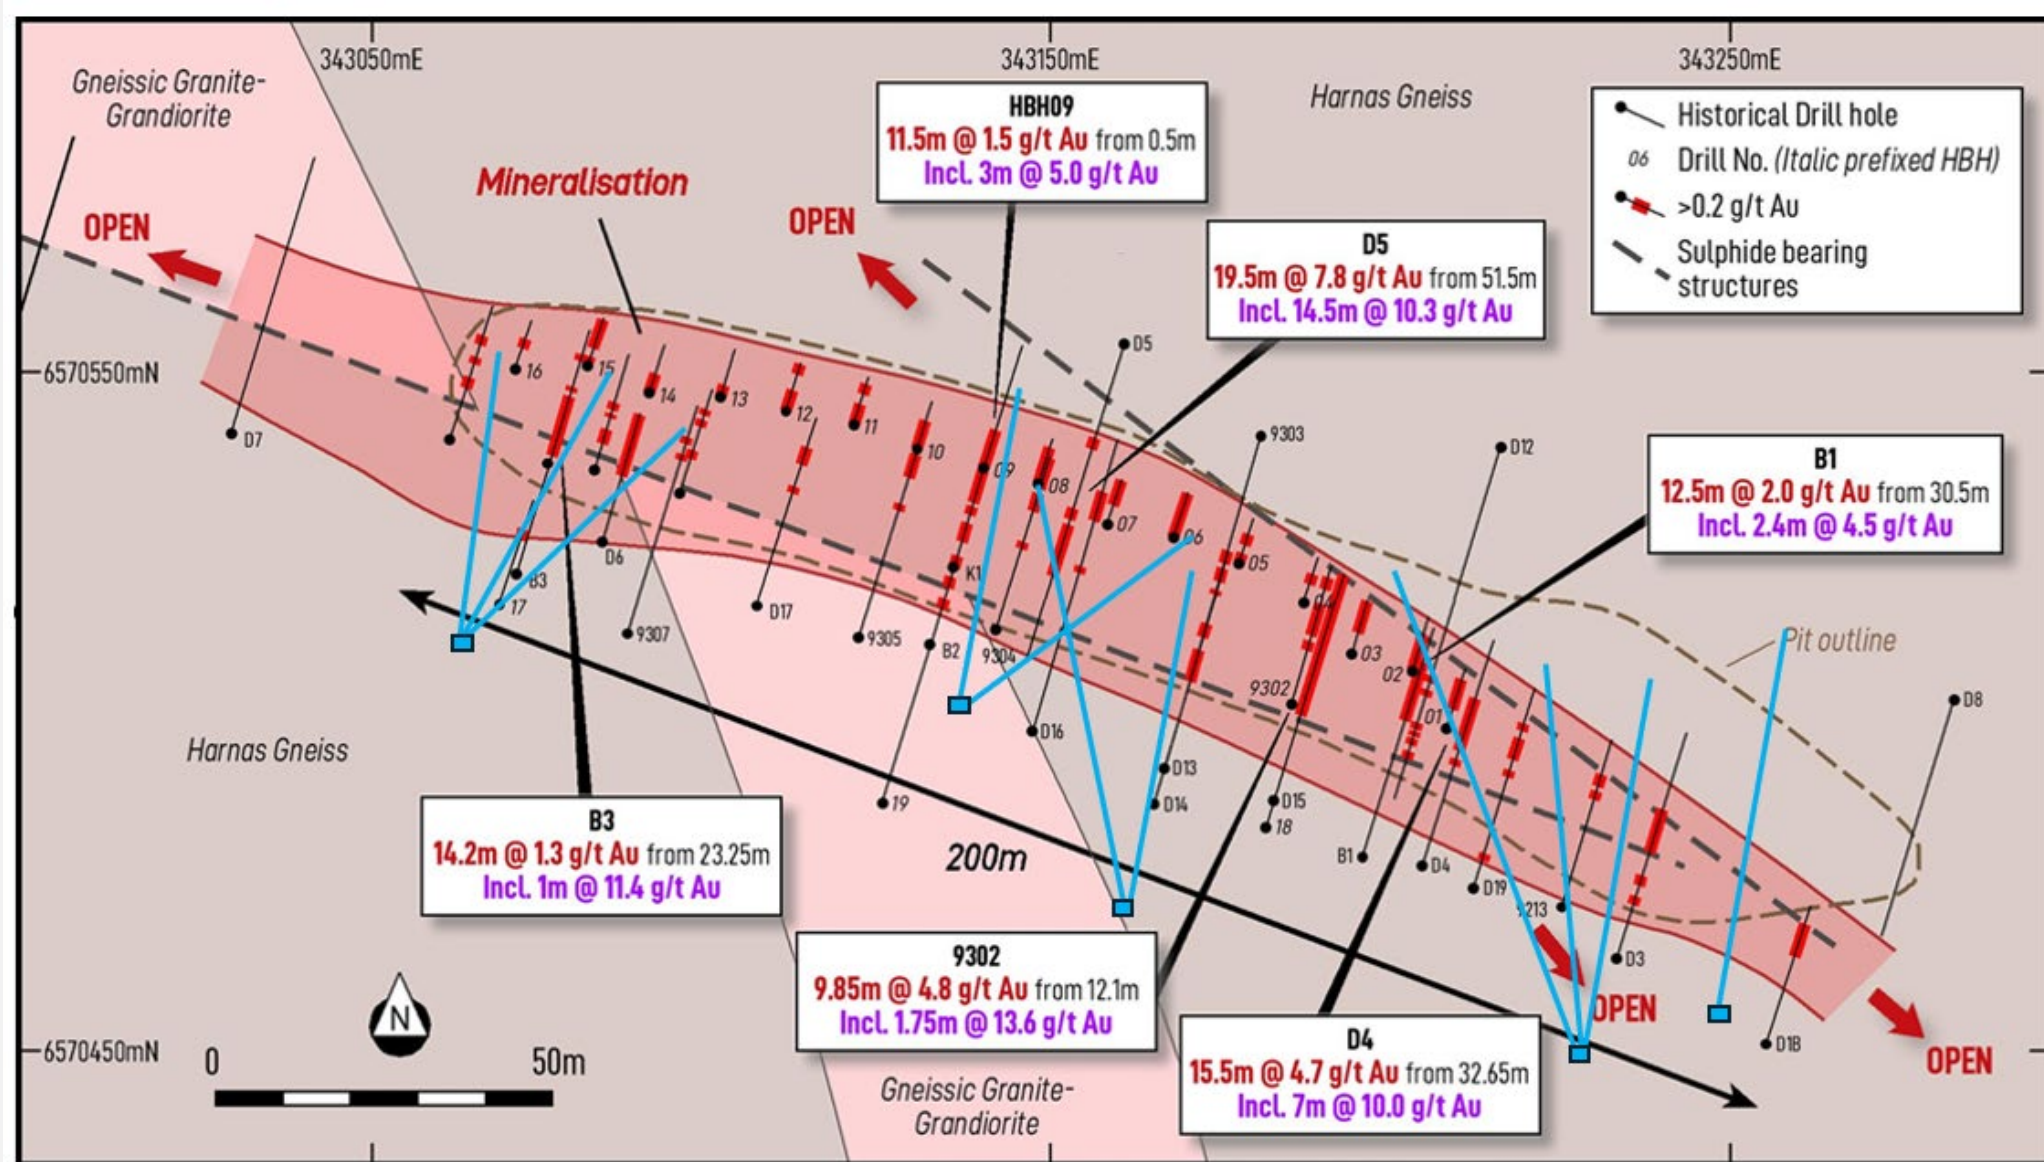 343050mE
343150mE
343250mE
Gneissic Granite-
Grandiorite
Harnas Gneiss
HBH09
11.5m @ 1.5 g/t Au from 0.5m
Incl. 3m @ 5.0 g/t Au
Historical Drill hole
06 Drill No. (Italic prefixed HBH)
>0.2 g/t Au
Sulphide bearing
structures
Mineralisation
OPEN
OPEN
D5
19.5m @ 7.8 g/t Au from 51.5m
Incl. 14.5m @ 10.3 g/t Au
6570550mN
D5
16
15
14
13
12
11
10
09
08
07
06
05
04
03
02
01
D7
9303
D12
B1
12.5m @ 2.0 g/t Au from 30.5m
Incl. 2.4m @ 4.5 g/t Au
D6
B3
17
9307
D17
9305
K1
B2
9304
9302
Pit outline
D8
D16
D13
D14
D15
18
19
B1
D4
D19
9213
D3
D1B
Harnas Gneiss
B3
14.2m @ 1.3 g/t Au from 23.25m
Incl. 1m @ 11.4 g/t Au
200m
9302
9.85m @ 4.8 g/t Au from 12.1m
Incl. 1.75m @ 13.6 g/t Au
OPEN
OPEN
D4
15.5m @ 4.7 g/t Au from 32.65m
Incl. 7m @ 10.0 g/t Au
N
6570450mN
0
50m
Gneissic Granite-
Grandiorite